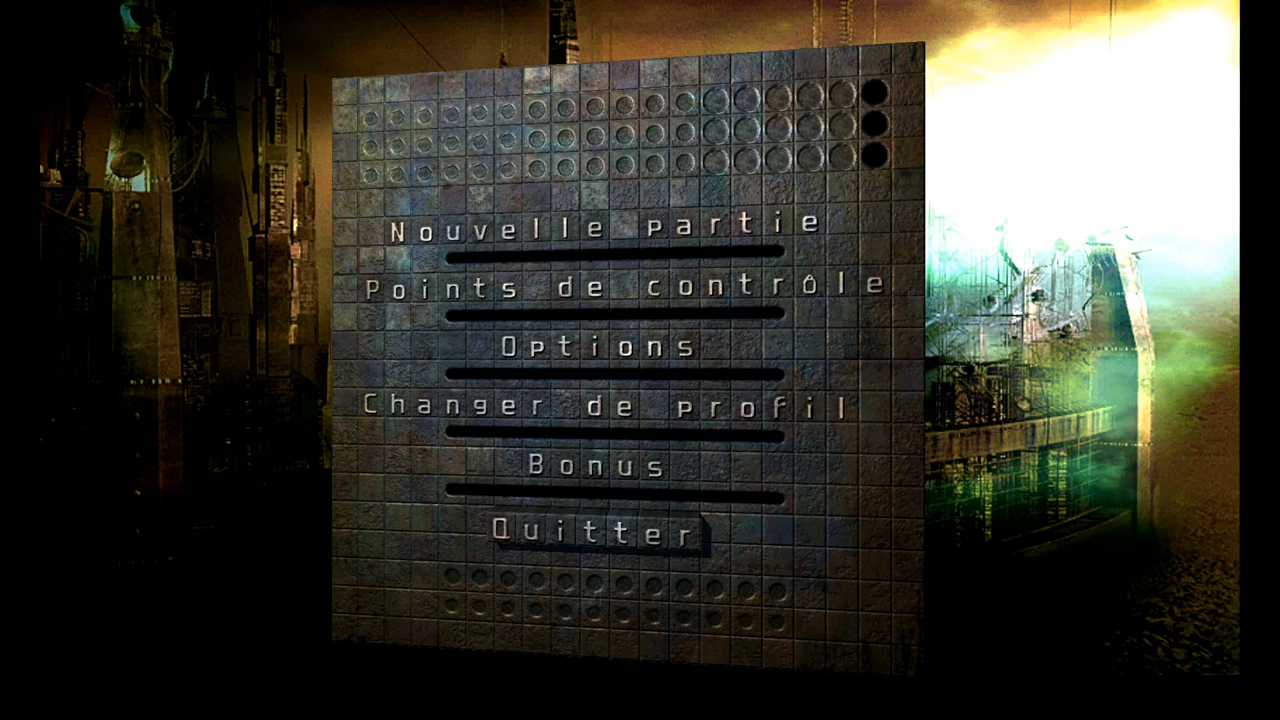 Nouvelle partie
Points de contrôle
Options
Changer de profil
Bonus
Quitter